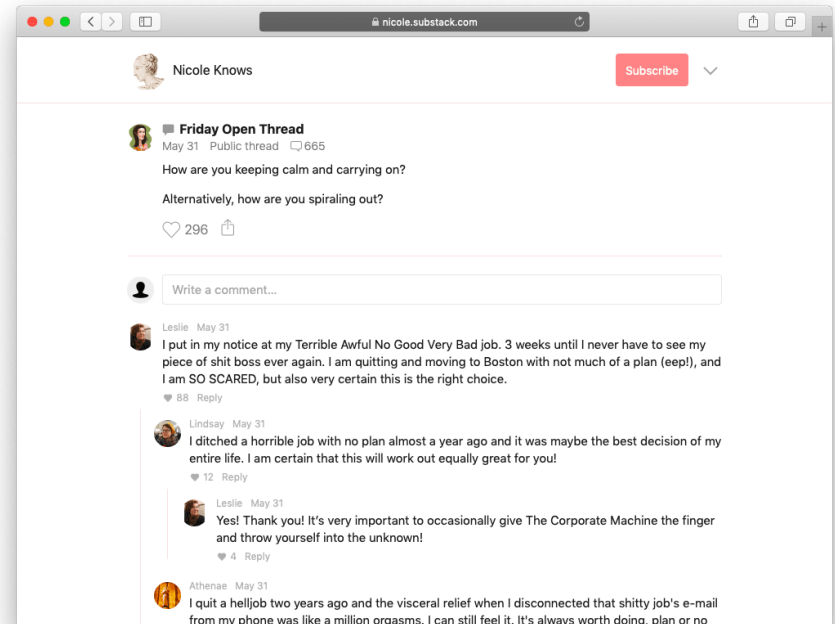 nicole.substack.com
Nicole Knows
Subscribe
Friday Open Thread
May 31 Public thread 665
How are you keeping calm and carrying on?
Alternatively, how are you spiraling out?
296
Write a comment...
Leslie May 31
I put in my notice at my Terrible Awful No Good Very Bad job. 3 weeks until I never have to see my
piece of shit boss ever again. I am quitting and moving to Boston with not much of a plan (eep!), and
I am SO SCARED, but also very certain this is the right choice.
88 Reply
Lindsay May 31
I ditched a horrible job with no plan almost a year ago and it was maybe the best decision of my
entire life. I am certain that this will work out equally great for you!
12 Reply
Leslie May 31
Yes! Thank you! It's very important to occasionally give The Corporate Machine the finger
and throw yourself into the unknown!
4 Reply
Athenae May 31
I quit a helljob two years ago and the visceral relief when I disconnected that shitty job's e-mail
from my phone was like a million orgasms. I can still feel it. It's always worth doing, plan or no